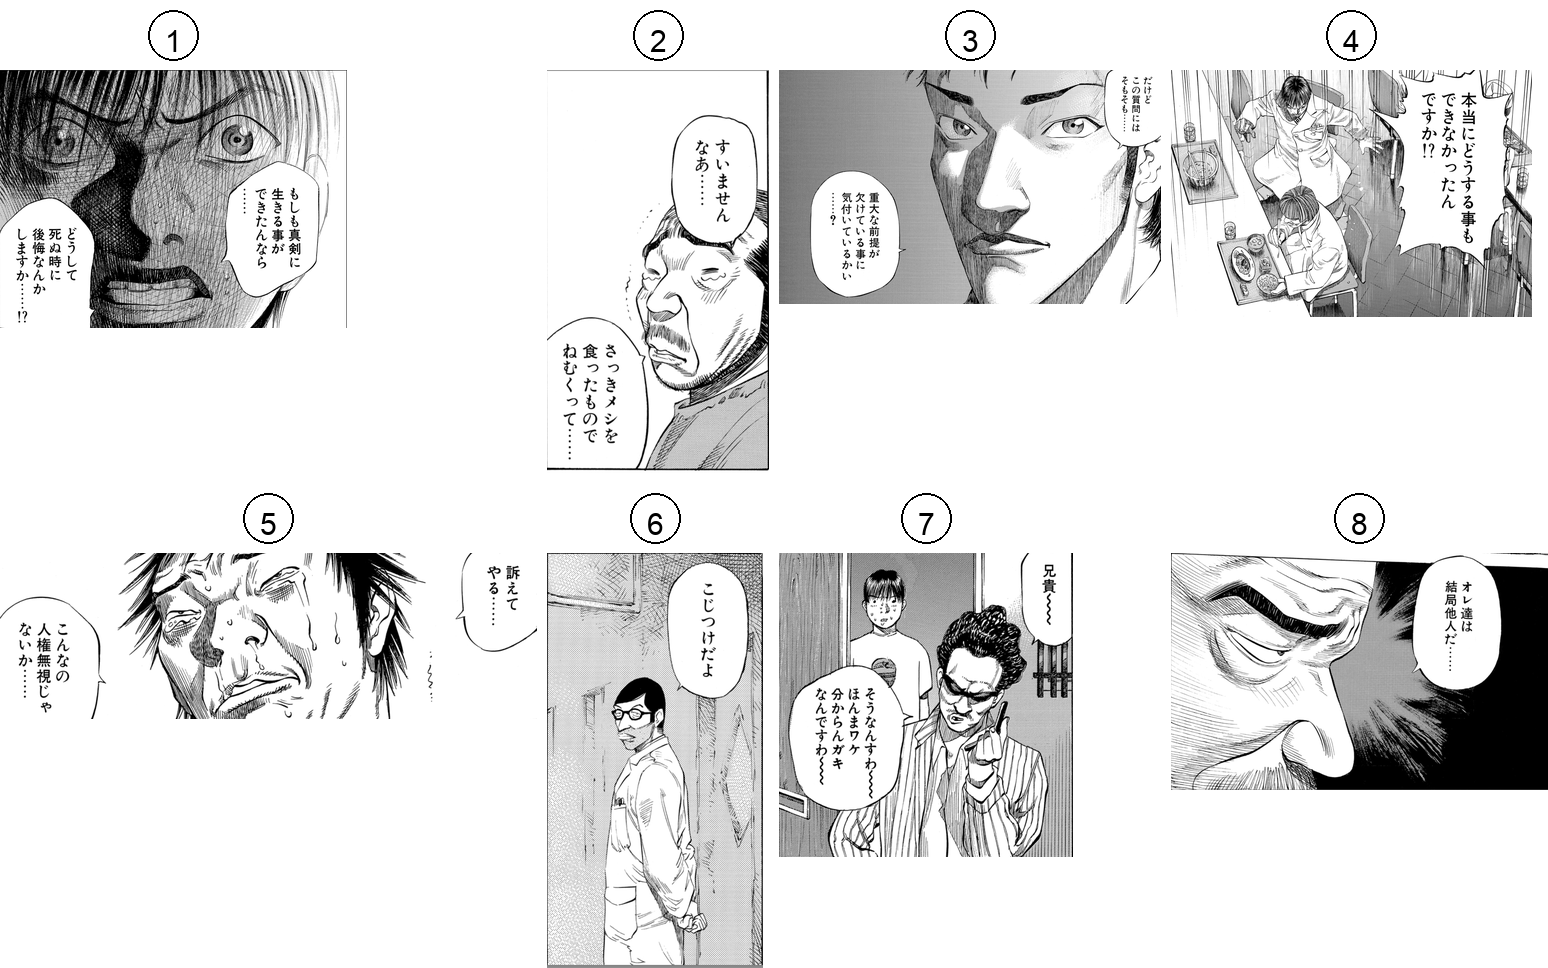 1
もしも真剣に
生きる事が
できたんなら
……
どうして
死ぬ時に
後悔なんか
しますか……!?
2
すいません
なあ……
さっきメシを
食ったもので
ねむくって……
3
だけど
この質問には
そもそも……
重大な前提が
欠けている事に
気付いているかい
……?
4
本当にどうする事も
できなかったん
ですか!?
5
訴えて
やる……
こんなの
人権無視じゃ
ないか……
6
こじつけだよ
7
兄貴〜〜〜
そうなんすわ〜〜〜
ほんまワケ
分からんガキ
なんですわ〜〜〜
8
オレ達は
結局他人だ……